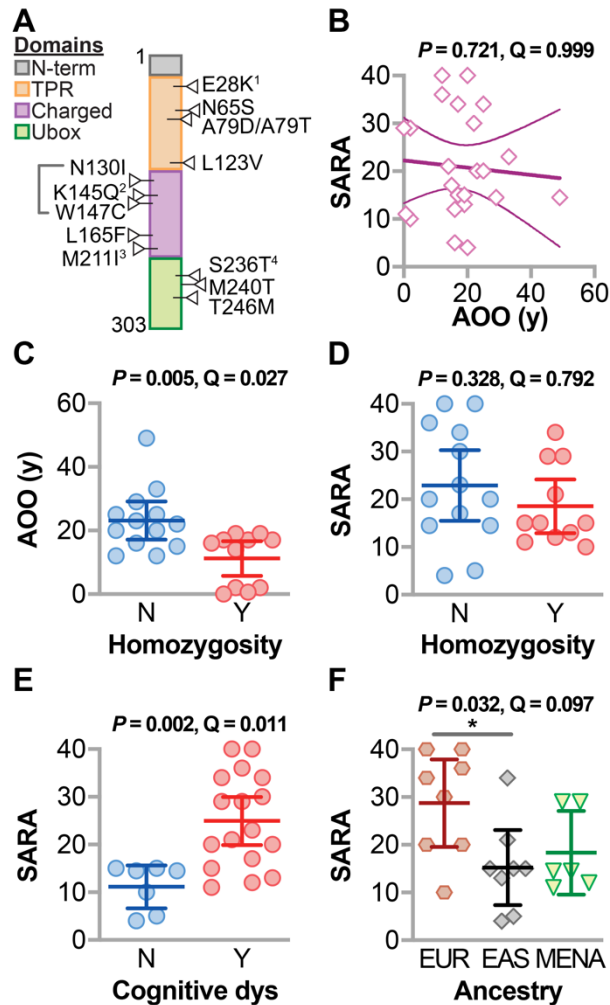 A
Domains
N-term
TPR
Charged
Ubox
1
E28K¹
N65S
A79D/A79T
L123V
N130I
K145Q²
W147C
L165F
M211I³
S236T⁴
M240T
T246M
303
B
P = 0.721, Q = 0.999
SARA
40
30
20
10
0
0 20 40 60
AOO (y)
C
P = 0.005, Q = 0.027
AOO (y)
60
40
20
0
N Y
Homozygosity
D
P = 0.328, Q = 0.792
SARA
40
30
20
10
0
N Y
Homozygosity
E
P = 0.002, Q = 0.011
SARA
40
30
20
10
0
N Y
Cognitive dys
F
P = 0.032, Q = 0.097
*
SARA
40
30
20
10
0
EUR EAS MENA
Ancestry